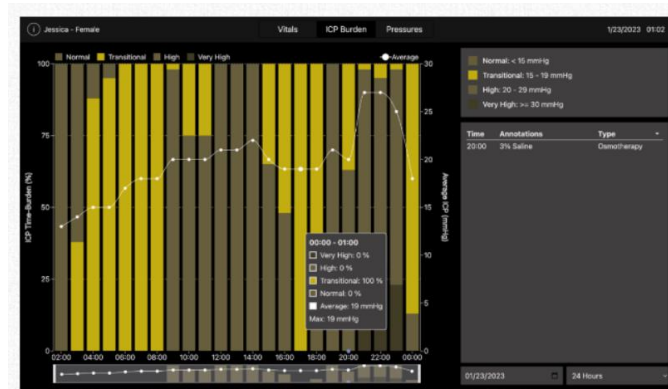 Jessica - Female
Vitals
ICP Burden
Pressures
1/23/2023 01:02
Normal
Transitional
High
Very High
Average
100
75
50
25
0
ICP Time-Burden (%)
30
25
20
15
10
5
0
Average ICP (mmHg)
02:00 04:00 06:00 08:00 10:00 12:00 14:00 16:00 18:00 20:00 22:00 00:00
00:00 - 01:00
Very High: 0 %
High: 0 %
Transitional: 100 %
Normal: 0 %
Average: 19 mmHg
Max: 19 mmHg
Normal: < 15 mmHg
Transitional: 15 - 19 mmHg
High: 20 - 29 mmHg
Very High: >= 30 mmHg
Time Annotations Type
20:00 3% Saline Osmotherapy
01/23/2023
24 Hours